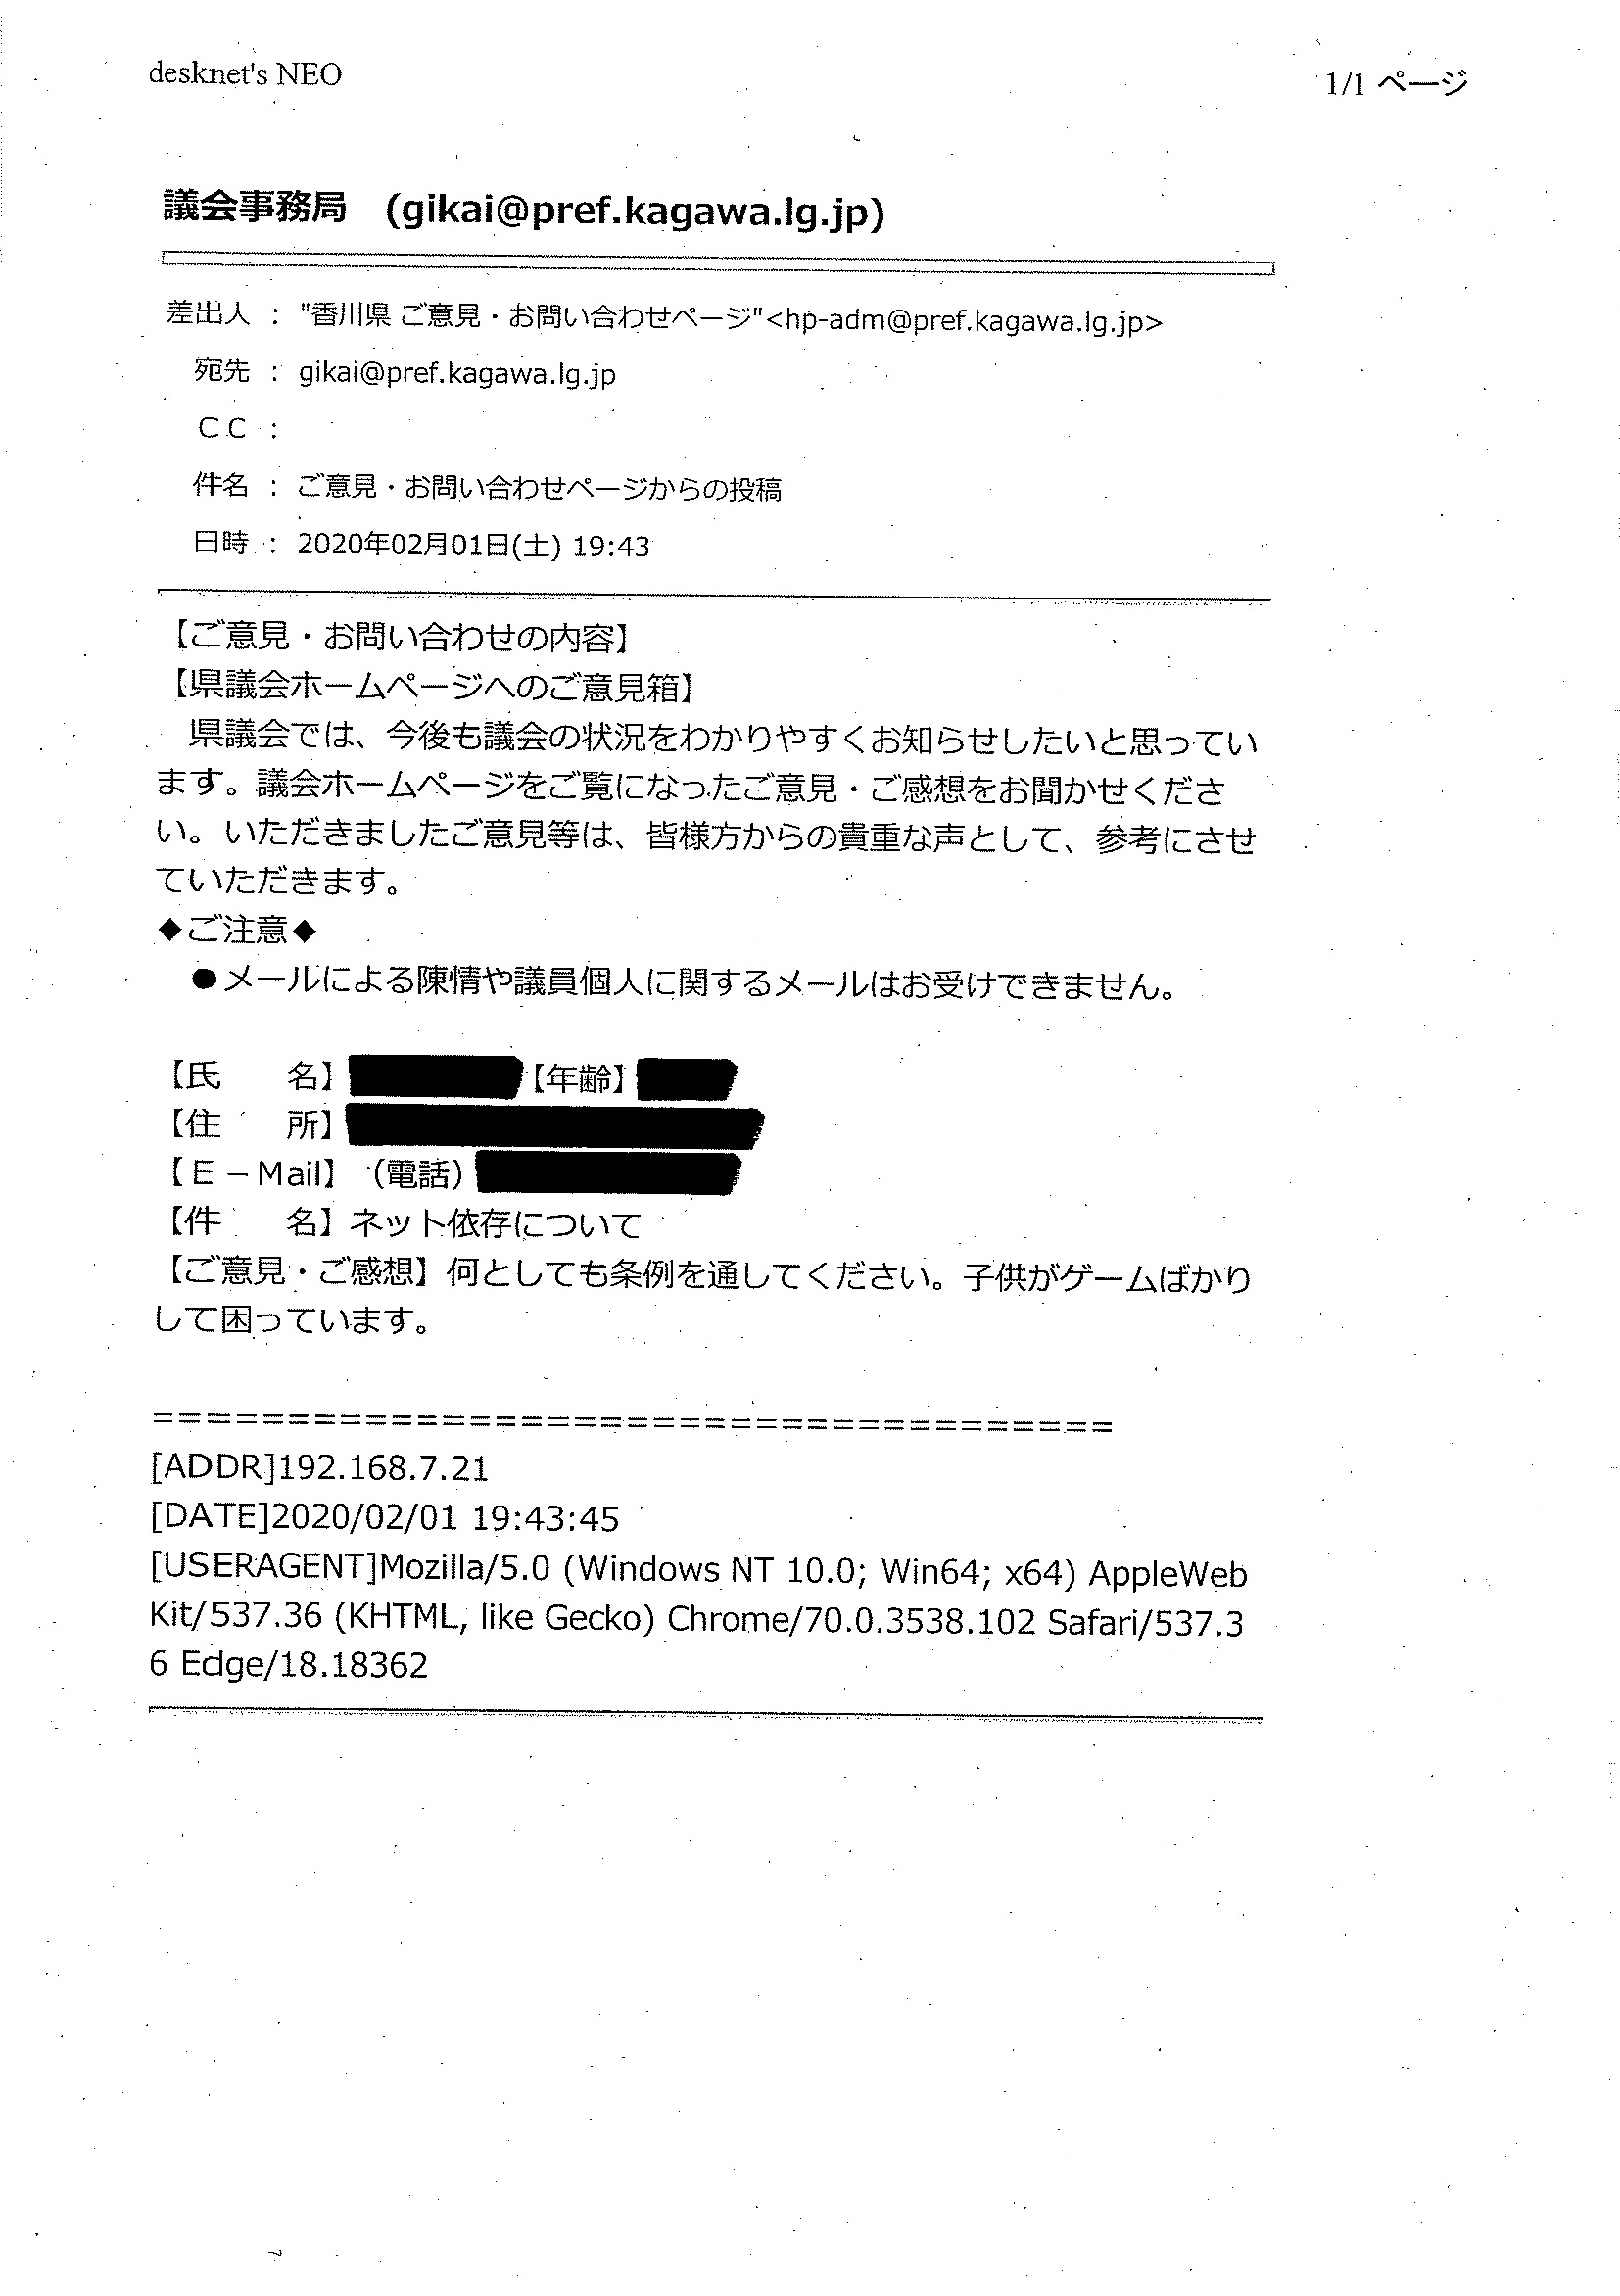 desknet's NEO
1/1 ページ
議会事務局 (gikai@pref.kagawa.lg.jp)
差出人 : "香川県 ご意見・お問い合わせページ"<hp-adm@pref.kagawa.lg.jp>
宛先 : gikai@pref.kagawa.lg.jp
CC :
件名 : ご意見・お問い合わせページからの投稿
日時 : 2020年02月01日(土) 19:43
【ご意見・お問い合わせの内容】
【県議会ホームページへのご意見箱】
県議会では、今後も議会の状況をわかりやすくお知らせしたいと思ってい
ます。議会ホームページをご覧になったご意見・ご感想をお聞かせくださ
い。いただきましたご意見等は、皆様方からの貴重な声として、参考にさせ
ていただきます。
◆ご注意◆
●メールによる陳情や議員個人に関するメールはお受けできません。
【氏　　名】【年齢】
【住　　所】
【E－Mail】（電話）
【件　　名】ネット依存について
【ご意見・ご感想】何としても条例を通してください。子供がゲームばかり
して困っています。
=====================================
[ADDR]192.168.7.21
[DATE]2020/02/01 19:43:45
[USERAGENT]Mozilla/5.0 (Windows NT 10.0; Win64; x64) AppleWeb
Kit/537.36 (KHTML, like Gecko) Chrome/70.0.3538.102 Safari/537.3
6 Edge/18.18362